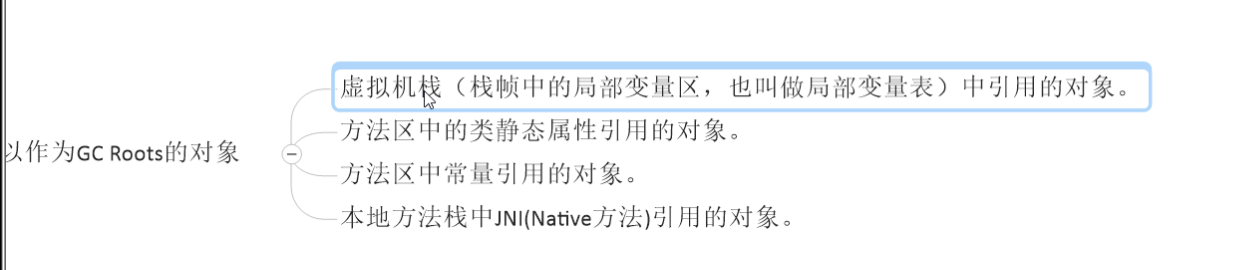 虚拟机栈（栈帧中的局部变量区，也叫做局部变量表）中引用的对象。
方法区中的类静态属性引用的对象。
以作为GC Roots的对象
方法区中常量引用的对象。
本地方法栈中JNI(Native方法)引用的对象。